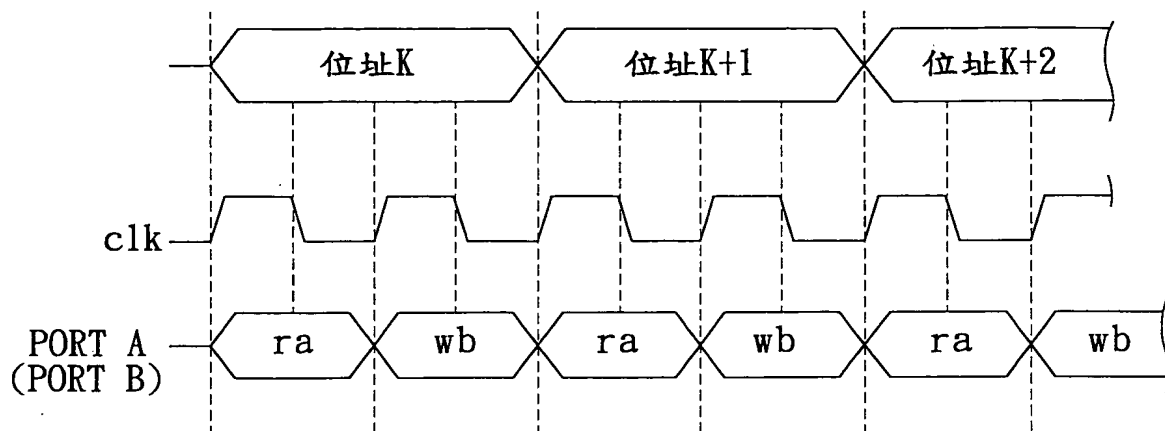 位址K 位址K+1 位址K+2
clk
PORT A
(PORT B)
ra wb ra wb ra wb